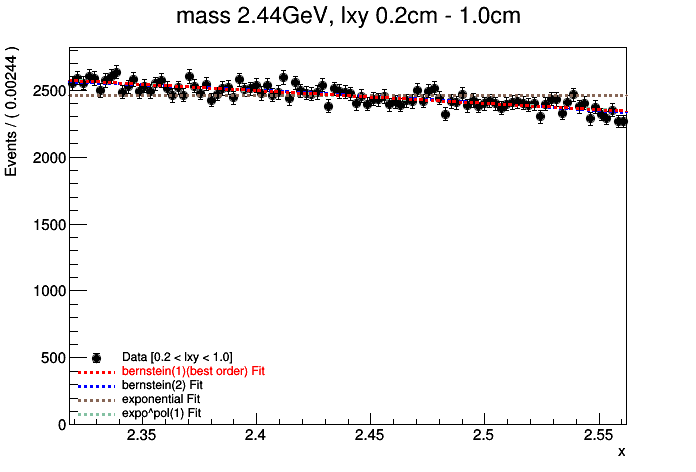 mass 2.44GeV, lxy 0.2cm - 1.0cm
Events / ( 0.00244 )
2500
2000
1500
1000
500
0
Data [0.2 < lxy < 1.0]
bernstein(1)(best order) Fit
bernstein(2) Fit
exponential Fit
expo^pol(1) Fit
2.35 2.4 2.45 2.5 2.55
x